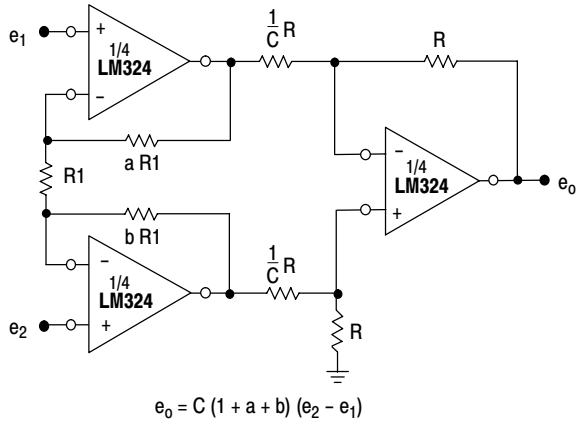 e1
+
1/4
LM324
−
1/C R
R
a R1
R1
b R1
−
1/4
LM324
+
eo
−
1/4
LM324
e2
+
1/C R
R
eo = C (1 + a + b) (e2 − e1)